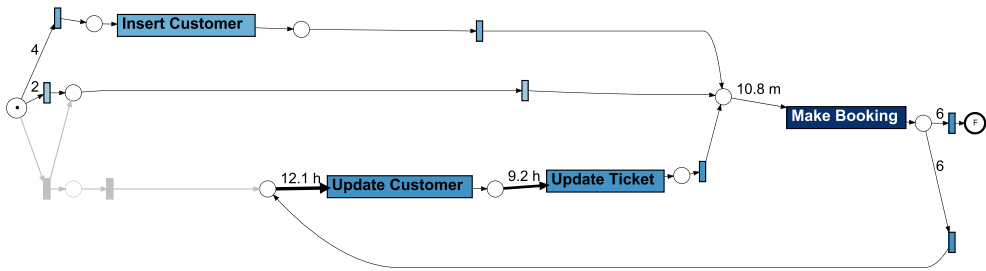 Insert Customer
4
2
10.8 m
Make Booking
6
F
6
12.1 h
Update Customer
9.2 h
Update Ticket